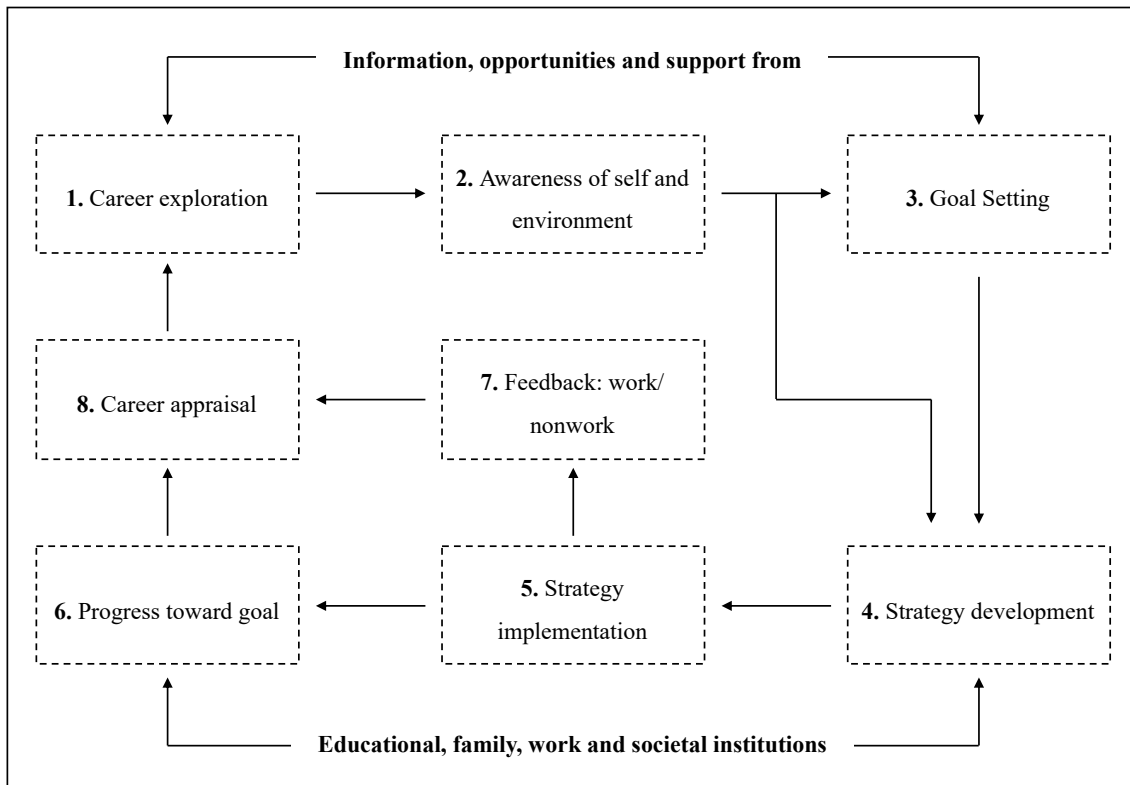 Information, opportunities and support from
1. Career exploration
2. Awareness of self and
environment
3. Goal Setting
8. Career appraisal
7. Feedback: work/
nonwork
6. Progress toward goal
5. Strategy
implementation
4. Strategy development
Educational, family, work and societal institutions